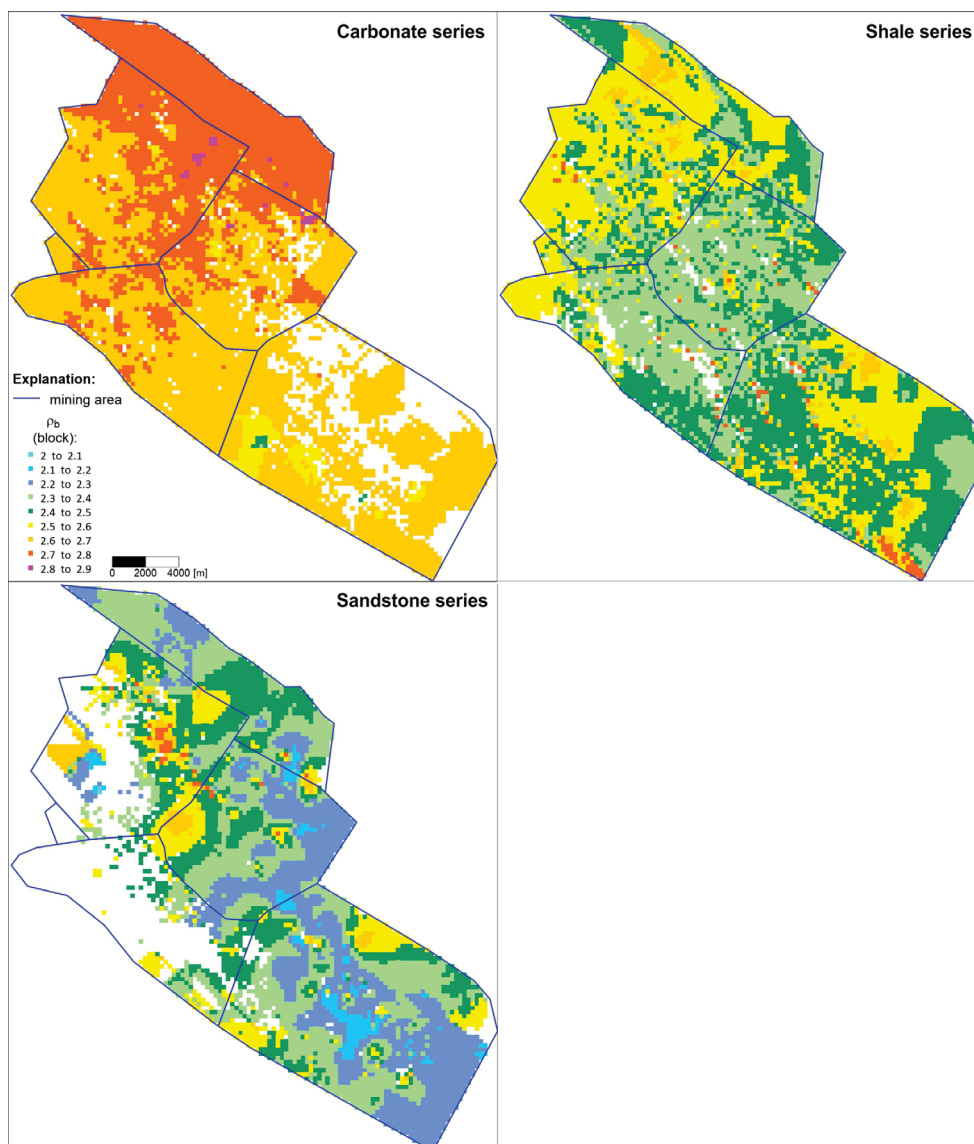 Carbonate series
Shale series
Explanation:
mining area
ρb
(block):
2 to 2.1
2.1 to 2.2
2.2 to 2.3
2.3 to 2.4
2.4 to 2.5
2.5 to 2.6
2.6 to 2.7
2.7 to 2.8
2.8 to 2.9
0 2000 4000 [m]
Sandstone series